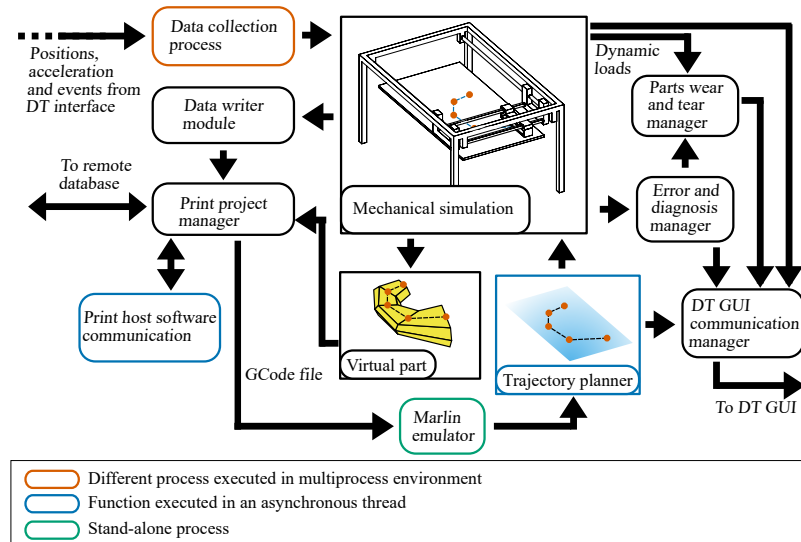 Data collection
process
Positions,
acceleration
and events from
DT interface
Dynamic
loads
Parts wear
and tear
manager
Data writer
module
To remote
database
Print project
manager
Mechanical simulation
Error and
diagnosis
manager
Print host software
communication
Virtual part
Trajectory planner
DT GUI
communication
manager
GCode file
Marlin
emulator
To DT GUI
Different process executed in multiprocess environment
Function executed in an asynchronous thread
Stand-alone process